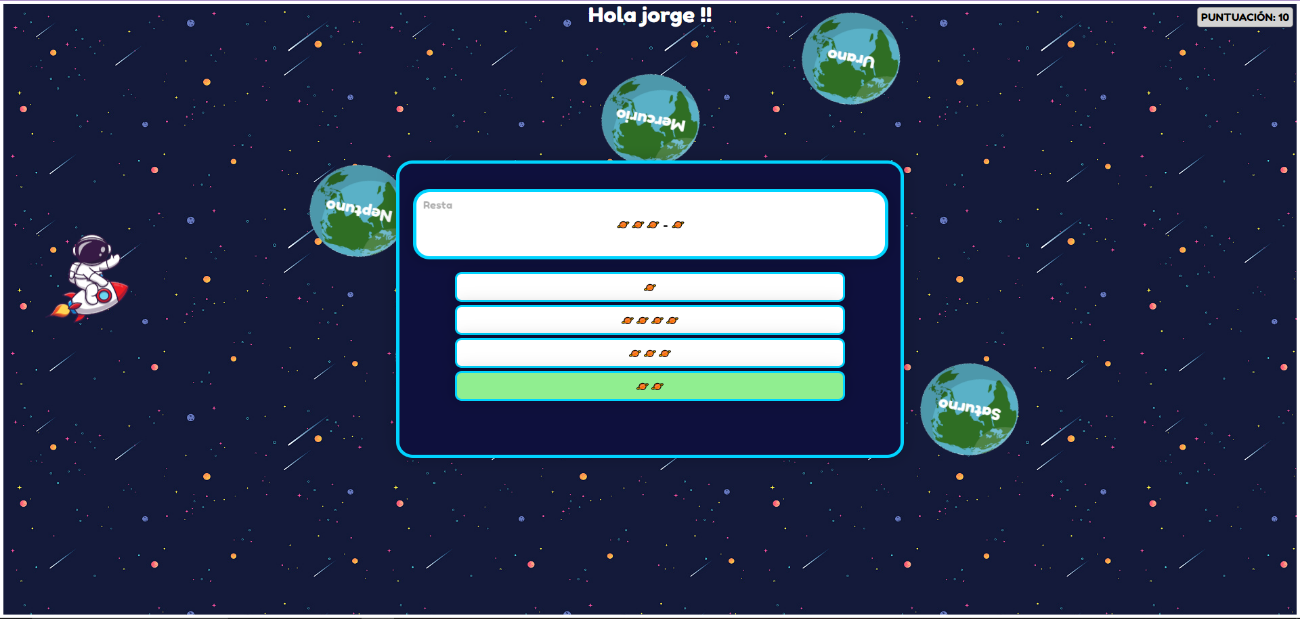 Hola jorge !!
PUNTUACIÓN: 10
Urano
Mercurio
Neptuno
Resta
🪐 🪐 🪐 - 🪐
🪐
🪐 🪐 🪐 🪐
🪐 🪐 🪐
🪐 🪐
Saturno